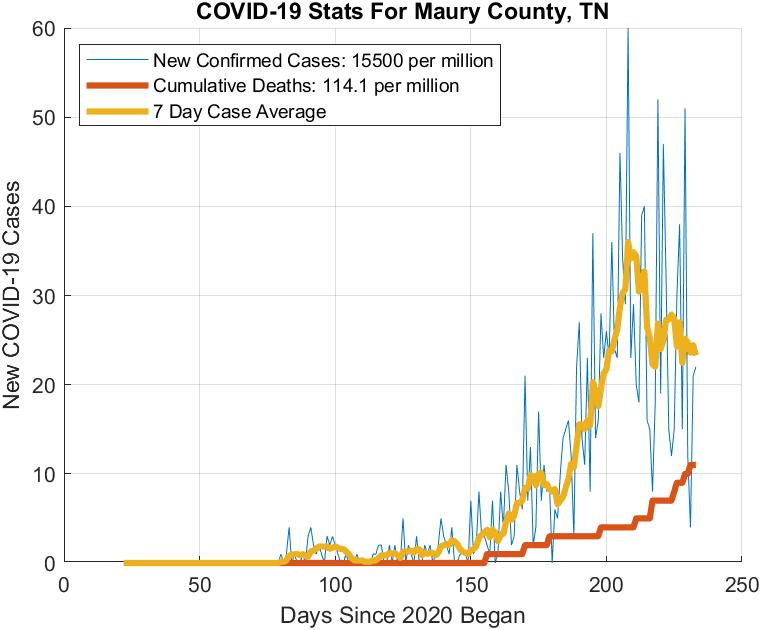 COVID-19 Stats For Maury County, TN
New Confirmed Cases: 15500 per million
Cumulative Deaths: 114.1 per million
7 Day Case Average
New COVID-19 Cases
60
50
40
30
20
10
0
0 50 100 150 200 250
Days Since 2020 Began